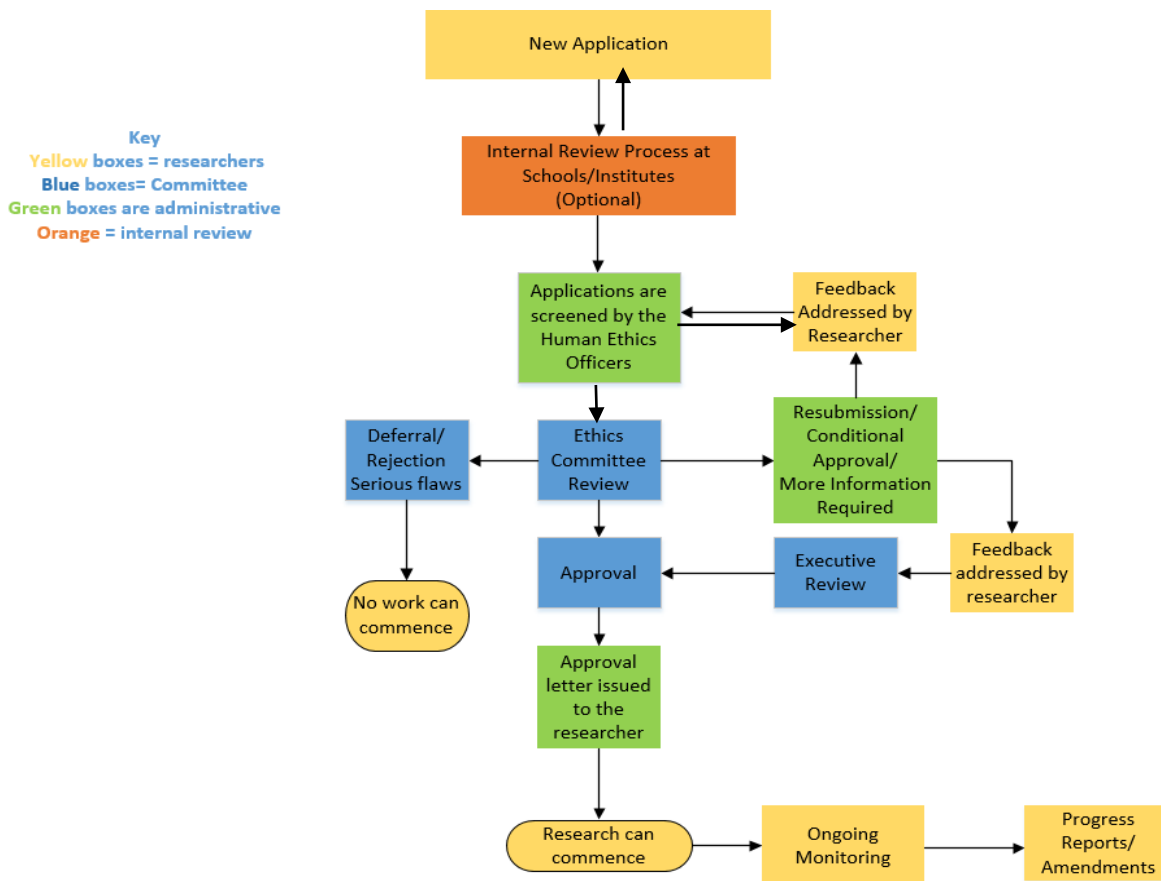 New Application
Key
Yellow boxes = researchers
Blue boxes= Committee
Green boxes are administrative
Orange = internal review
Internal Review Process at
Schools/Institutes
(Optional)
Applications are
screened by the
Human Ethics
Officers
Feedback
Addressed by
Researcher
Deferral/
Rejection
Serious flaws
Ethics
Committee
Review
Resubmission/
Conditional
Approval/
More Information
Required
Approval
Executive
Review
Feedback
addressed by
researcher
No work can
commence
Approval
letter issued
to the
researcher
Research can
commence
Ongoing
Monitoring
Progress
Reports/
Amendments